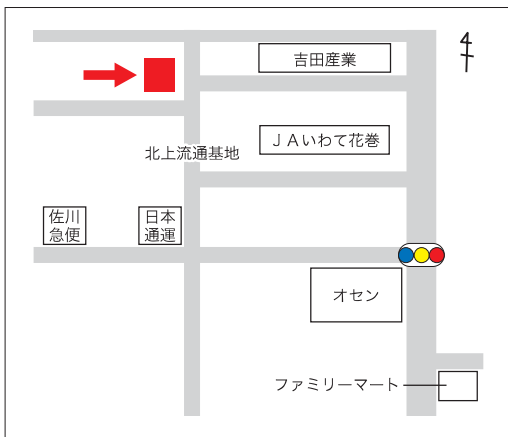 吉田産業
JAいわて花巻
北上流通基地
佐川
急便
日本
通運
オセン
ファミリーマート